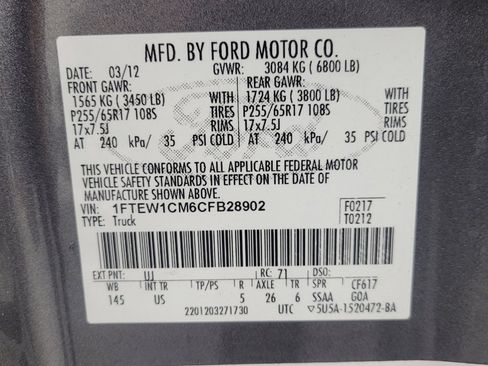 MFD. BY FORD MOTOR CO.
DATE: 03/12 GVWR: 3084 KG (6800 LB)
FRONT GAWR: REAR GAWR:
1565 KG (3450 LB) WITH 1724 KG (3800 LB) WITH
P255/65R17 108S TIRES P255/65R17 108S TIRES
17x7.5J RIMS 17x7.5J RIMS
AT 240 kPa/ 35 PSI COLD AT 240 kPa/ 35 PSI COLD
THIS VEHICLE CONFORMS TO ALL APPLICABLE FEDERAL MOTOR
VEHICLE SAFETY STANDARDS IN EFFECT ON THE DATE OF
MANUFACTURE SHOWN ABOVE.
VIN: 1FTEW1CM6CFB28902 F0217
TYPE: Truck T0212
EXT PNT: UJ RC: 71 DSO:
WB INT TR TP/PS R AXLE TR SPR CF617
145 US 5 26 6 SSAA GOA
2201203271730 UTC ▽5U5A-1520472-BA